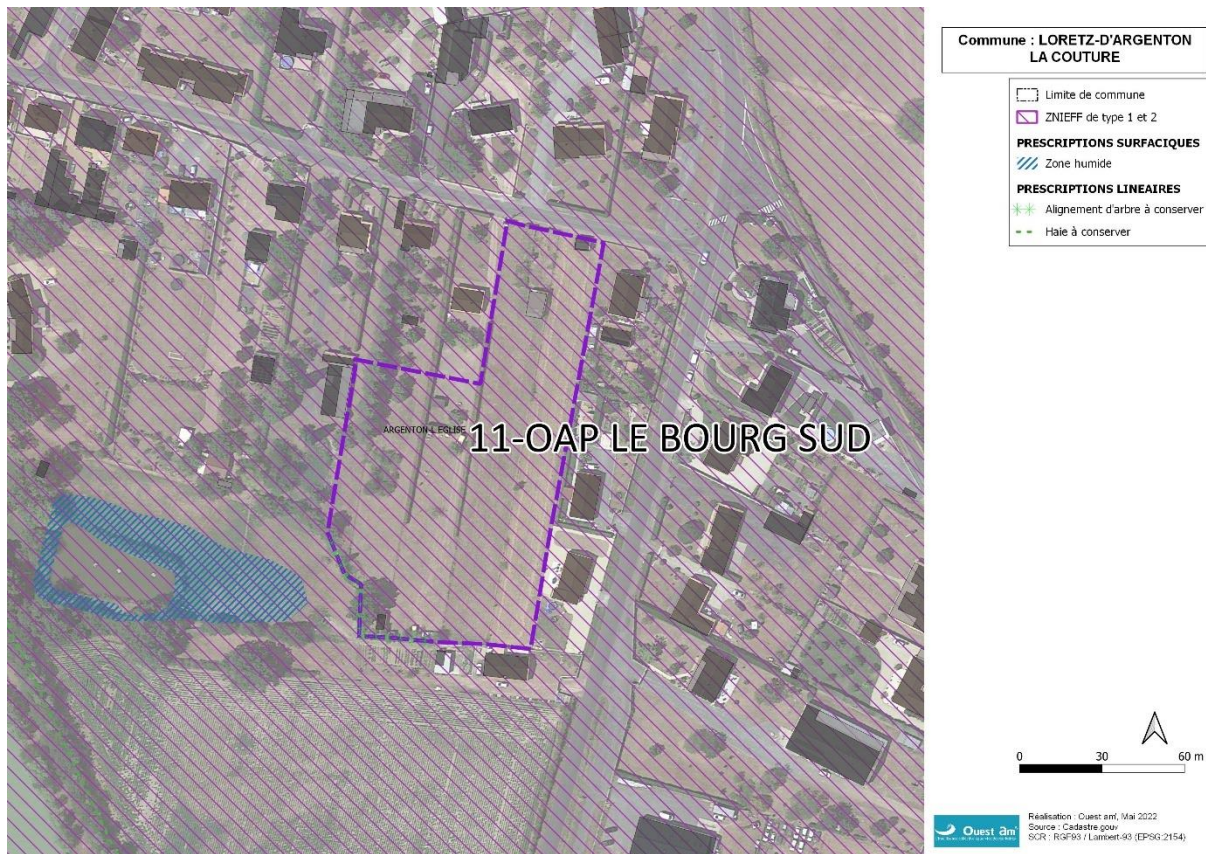 Commune : LORETZ-D'ARGENTON
LA COUTURE
Limite de commune
ZNIEFF de type 1 et 2
PRESCRIPTIONS SURFACIQUES
Zone humide
PRESCRIPTIONS LINEAIRES
Alignement d'arbre à conserver
Haie à conserver
ARGENTON-L'EGLISE
11-OAP LE BOURG SUD
0 30 60 m
Ouest am'
Réalisation : Ouest am', Mai 2022
Source : Cadastre.gouv
SCR : RGF93 / Lambert-93 (EPSG:2154)